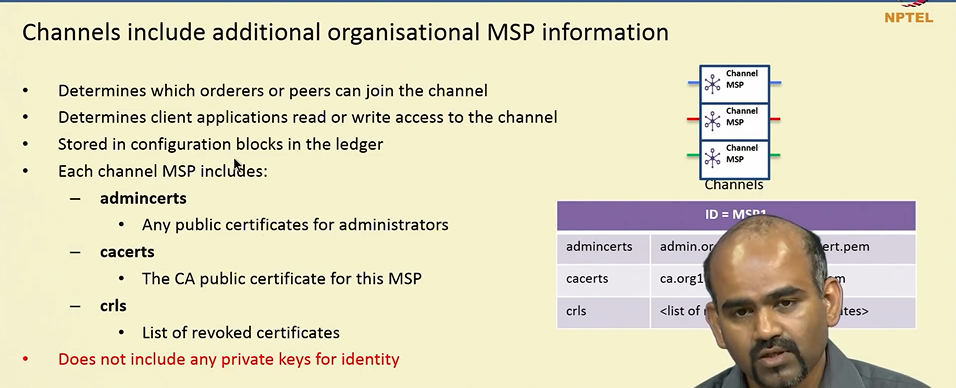 NPTEL
Channels include additional organisational MSP information
• Determines which orderers or peers can join the channel
• Determines client applications read or write access to the channel
• Stored in configuration blocks in the ledger
• Each channel MSP includes:
– admincerts
• Any public certificates for administrators
– cacerts
• The CA public certificate for this MSP
– crls
• List of revoked certificates
• Does not include any private keys for identity
Channel
MSP
Channel
MSP
Channel
MSP
Channels
ID = MSP1
admincerts admin.or ert.pem
cacerts ca.org1 m
crls <list of tes>